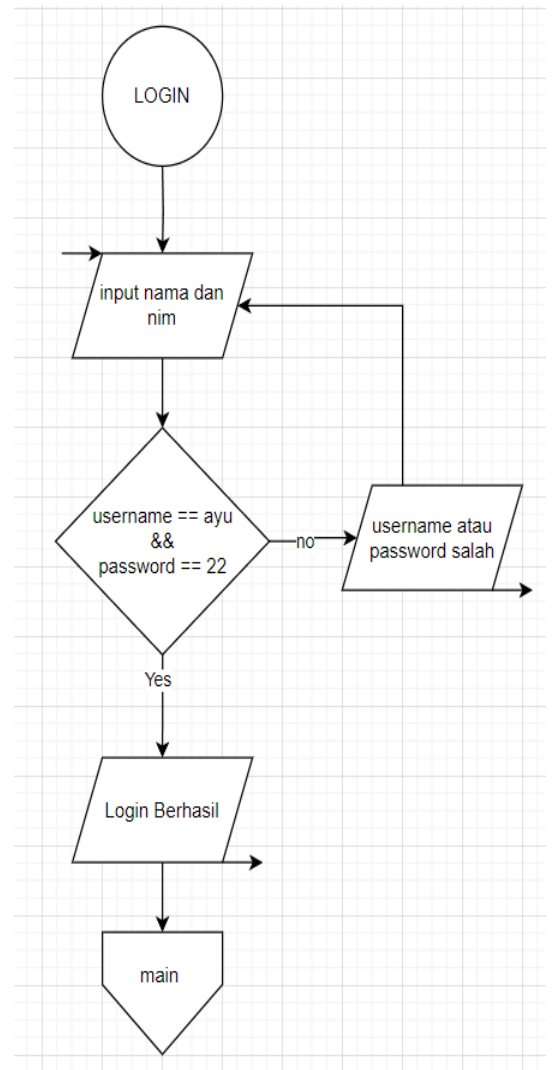 LOGIN
input nama dan
nim
username == ayu
&&
password == 22
no
username atau
password salah
Yes
Login Berhasil
main